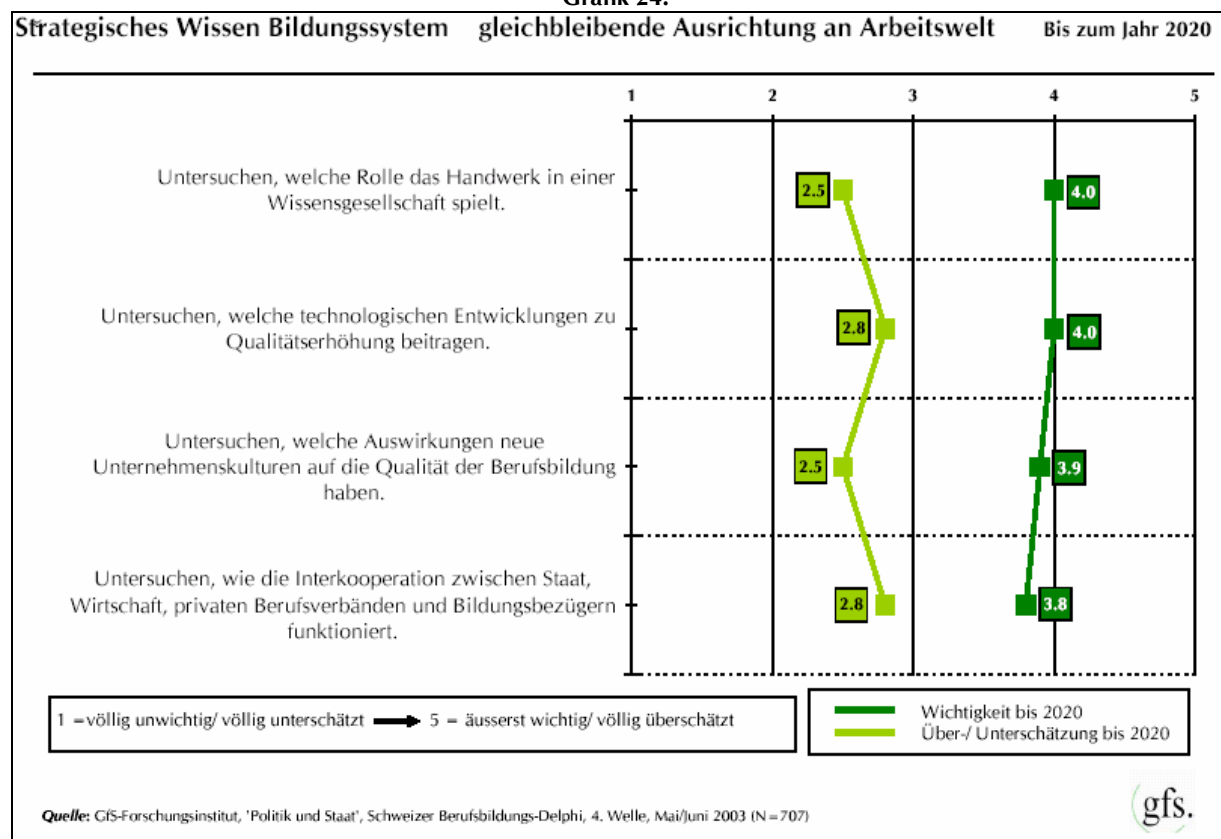 Grafik 24:
Strategisches Wissen Bildungssystem gleichbleibende Ausrichtung an Arbeitswelt Bis zum Jahr 2020
1 2 3 4 5
Untersuchen, welche Rolle das Handwerk in einer
Wissensgesellschaft spielt.
2.5 4.0
Untersuchen, welche technologischen Entwicklungen zu
Qualitätserhöhung beitragen.
2.8 4.0
Untersuchen, welche Auswirkungen neue
Unternehmenskulturen auf die Qualität der Berufsbildung
haben.
2.5 3.9
Untersuchen, wie die Interkooperation zwischen Staat,
Wirtschaft, privaten Berufsverbänden und Bildungsbezügern
funktioniert.
2.8 3.8
1 =völlig unwichtig/ völlig unterschätzt 5 = äusserst wichtig/ völlig überschätzt
Wichtigkeit bis 2020
Über-/ Unterschätzung bis 2020
Quelle: GfS-Forschungsinstitut, 'Politik und Staat', Schweizer Berufsbildungs-Delphi, 4. Welle, Mai/Juni 2003 (N=707)
gfs.